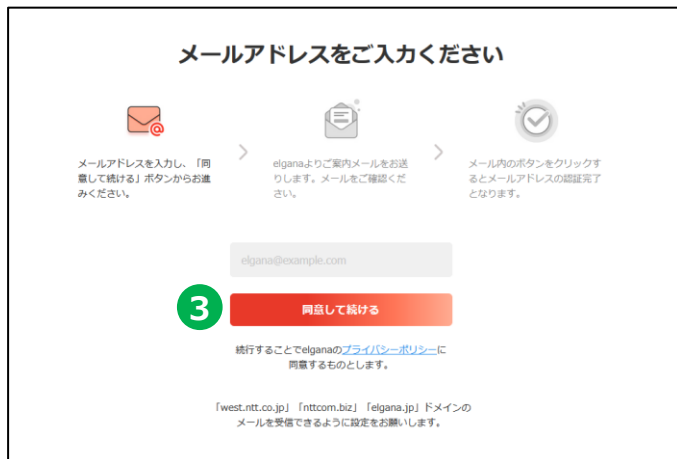 メールアドレスをご入力ください
メールアドレスを入力し、「同
意して続ける」ボタンからお進
みください。
elganaよりご案内メールをお送
りします。メールをご確認くだ
さい。
メール内のボタンをクリックす
るとメールアドレスの認証完了
となります。
elgana@example.com
3
同意して続ける
続行することでelganaのプライバシーポリシーに
同意するものとします。
「west.ntt.co.jp」「nttcom.biz」「elgana.jp」ドメインの
メールを受信できるように設定をお願いします。